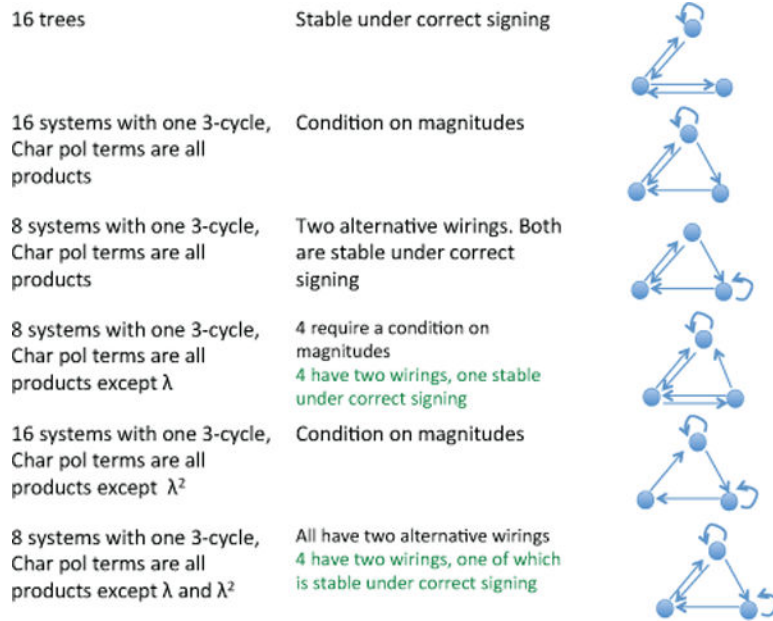 16 trees
Stable under correct signing
16 systems with one 3-cycle,
Char pol terms are all
products
Condition on magnitudes
8 systems with one 3-cycle,
Char pol terms are all
products
Two alternative wirings. Both
are stable under correct
signing
8 systems with one 3-cycle,
Char pol terms are all
products except λ
4 require a condition on
magnitudes
4 have two wirings, one stable
under correct signing
16 systems with one 3-cycle,
Char pol terms are all
products except λ²
Condition on magnitudes
8 systems with one 3-cycle,
Char pol terms are all
products except λ and λ²
All have two alternative wirings
4 have two wirings, one of which
is stable under correct signing